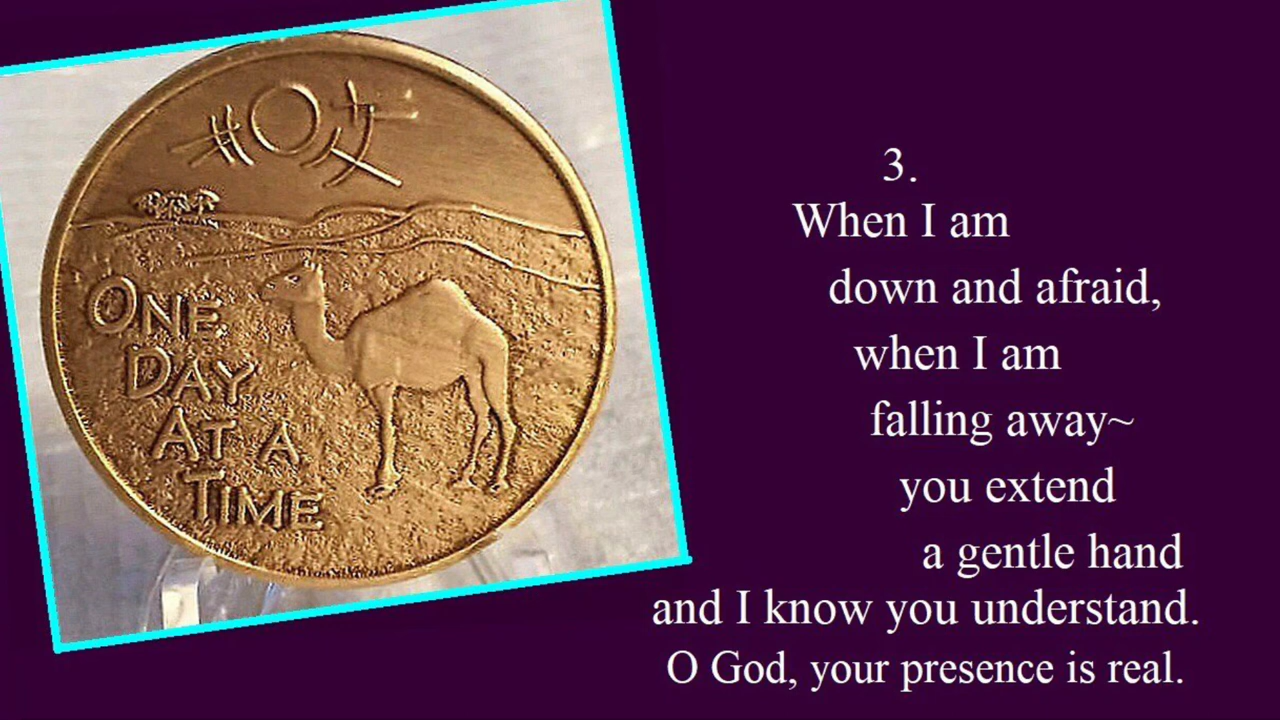 ONE
DAY
AT A
TIME
3.
When I am
down and afraid,
when I am
falling away~
you extend
a gentle hand
and I know you understand.
O God, your presence is real.